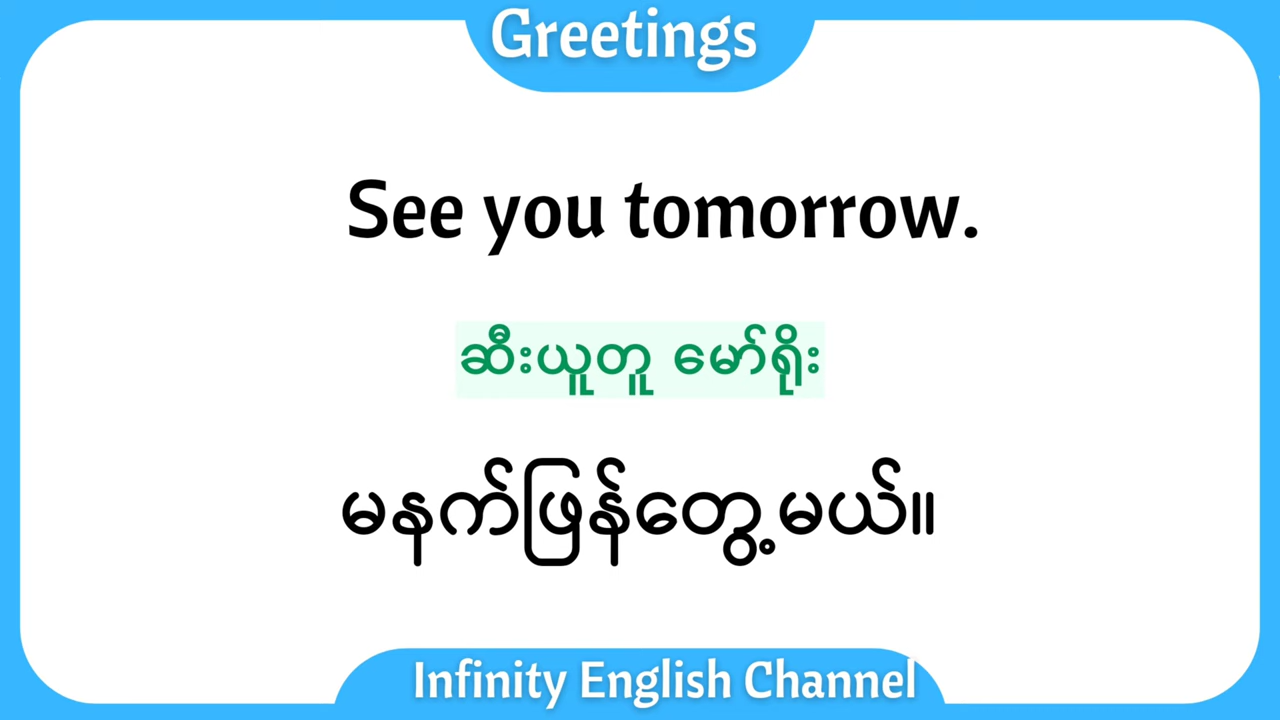 Greetings
See you tomorrow.
ဆီးယူတူ မော်ရိုး
မနက်ဖြန်တွေ့မယ်။
Infinity English Channel